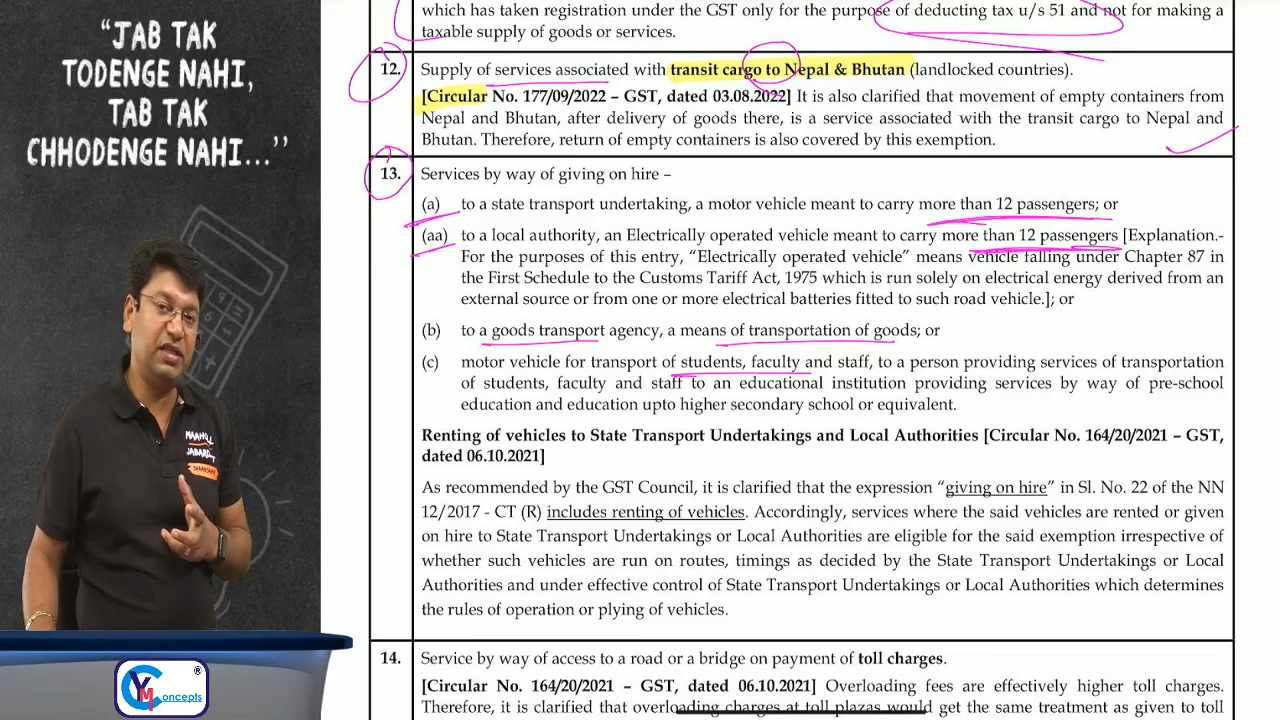 “JAB TAK
TODENGE NAHI,
TAB TAK
CHHODENGE NAHI...’’
MAAHOUL
JABARDAST
YM Concepts ®
which has taken registration under the GST only for the purpose of deducting tax u/s 51 and not for making a
taxable supply of goods or services.
12. Supply of services associated with transit cargo to Nepal & Bhutan (landlocked countries).
[Circular No. 177/09/2022 – GST, dated 03.08.2022] It is also clarified that movement of empty containers from
Nepal and Bhutan, after delivery of goods there, is a service associated with the transit cargo to Nepal and
Bhutan. Therefore, return of empty containers is also covered by this exemption.
13. Services by way of giving on hire –
(a) to a state transport undertaking, a motor vehicle meant to carry more than 12 passengers; or
(aa) to a local authority, an Electrically operated vehicle meant to carry more than 12 passengers [Explanation.-
For the purposes of this entry, “Electrically operated vehicle” means vehicle falling under Chapter 87 in
the First Schedule to the Customs Tariff Act, 1975 which is run solely on electrical energy derived from an
external source or from one or more electrical batteries fitted to such road vehicle.]; or
(b) to a goods transport agency, a means of transportation of goods; or
(c) motor vehicle for transport of students, faculty and staff, to a person providing services of transportation
of students, faculty and staff to an educational institution providing services by way of pre-school
education and education upto higher secondary school or equivalent.
Renting of vehicles to State Transport Undertakings and Local Authorities [Circular No. 164/20/2021 – GST,
dated 06.10.2021]
As recommended by the GST Council, it is clarified that the expression “giving on hire” in Sl. No. 22 of the NN
12/2017 - CT (R) includes renting of vehicles. Accordingly, services where the said vehicles are rented or given
on hire to State Transport Undertakings or Local Authorities are eligible for the said exemption irrespective of
whether such vehicles are run on routes, timings as decided by the State Transport Undertakings or Local
Authorities and under effective control of State Transport Undertakings or Local Authorities which determines
the rules of operation or plying of vehicles.
14. Service by way of access to a road or a bridge on payment of toll charges.
[Circular No. 164/20/2021 – GST, dated 06.10.2021] Overloading fees are effectively higher toll charges.
Therefore, it is clarified that overloading charges at toll plazas would get the same treatment as given to toll